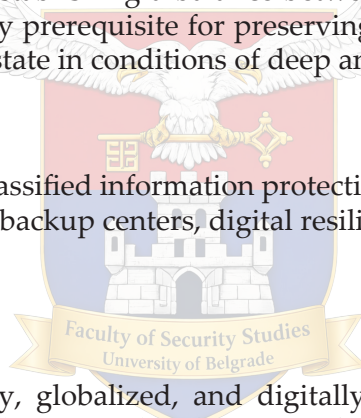 y prerequisite for preserving
state in conditions of deep an
assified information protecti
backup centers, digital resili
Faculty of Security Studies
University of Belgrade
y, globalized, and digitally